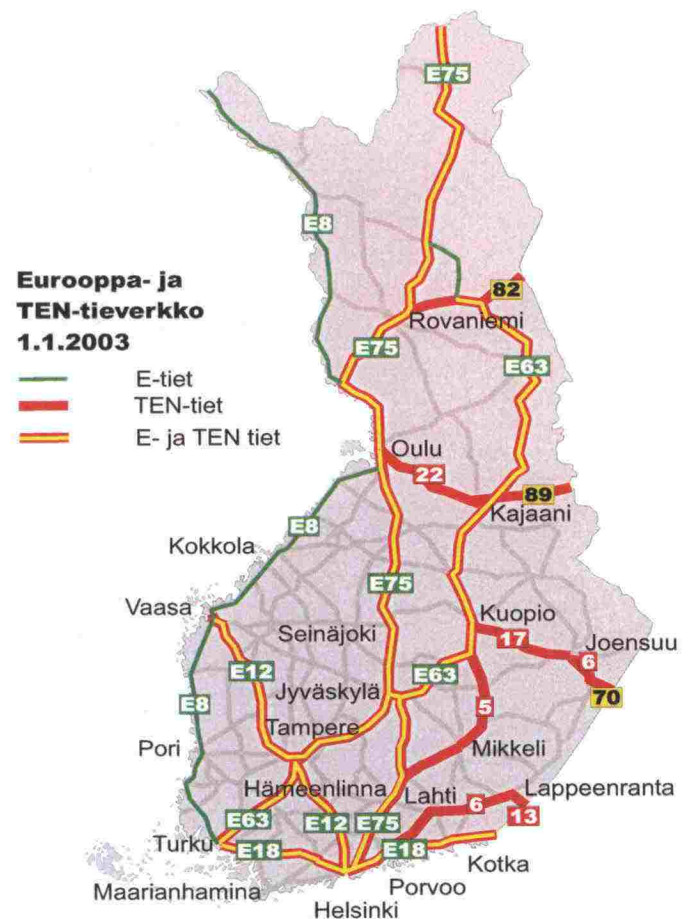 E75
E8
Eurooppa- ja
TEN-tieverkko
1.1.2003
E-tiet
TEN-tiet
E- ja TEN tiet
82
Rovaniemi
E75
E63
Oulu
22
89
Kajaani
E8
Kokkola
E75
Vaasa
Kuopio
17
Joensuu
Seinäjoki
6
E12
E63
70
Jyväskylä
E8
5
Tampere
Pori
Mikkeli
Hämeenlinna
Lahti
6
Lappeenranta
13
E63
E12
E75
Turku
E18
E18
Kotka
Maarianhamina
Porvoo
Helsinki